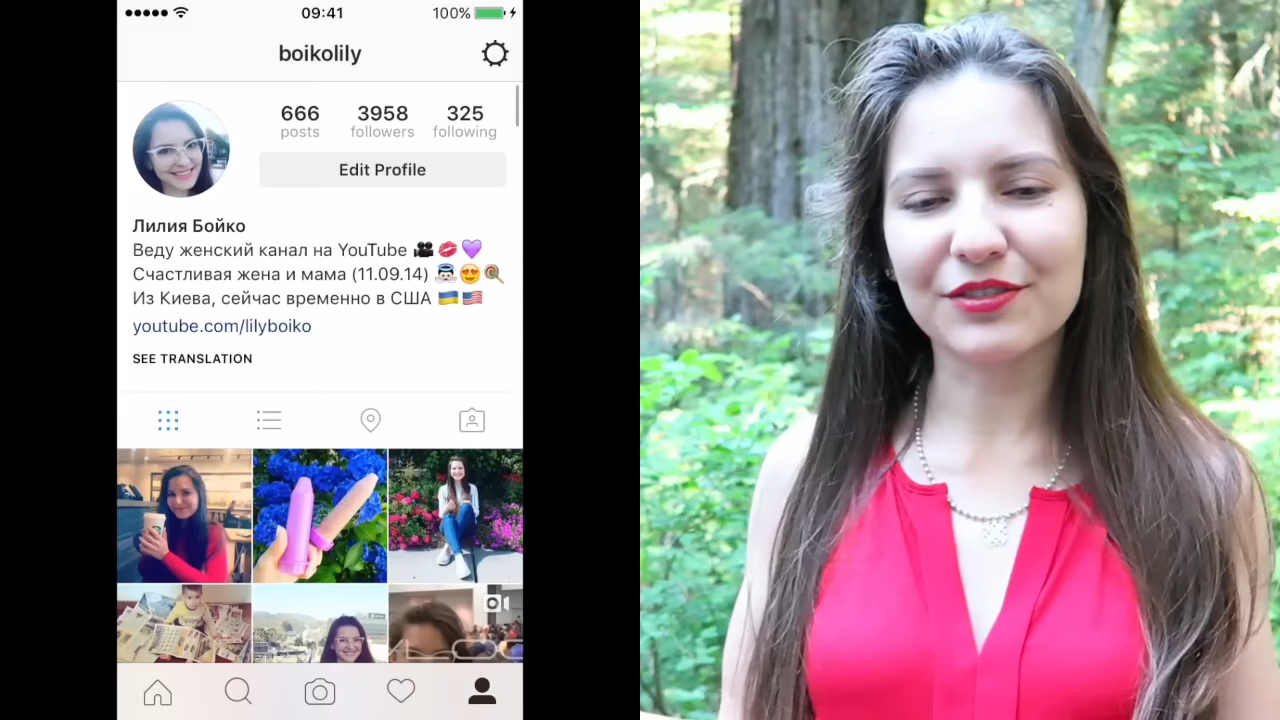 09:41
100%
boikolily
666 3958 325
posts followers following
Edit Profile
Лилия Бойко
Веду женский канал на YouTube 🎥💋💜
Счастливая жена и мама (11.09.14) 👼😍🍭
Из Киева, сейчас временно в США 🇺🇦🇺🇸
youtube.com/lilyboiko
SEE TRANSLATION